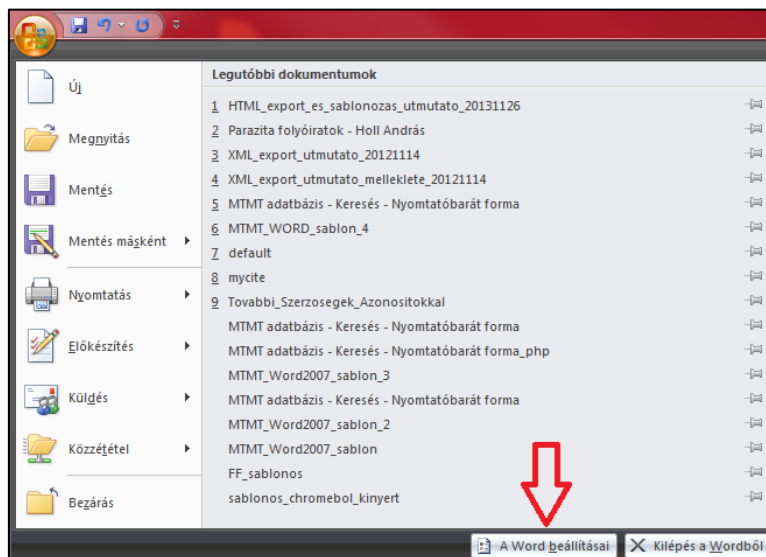 Új
Megnyitás
Mentés
Mentés másként
Nyomtatás
Előkészítés
Küldés
Közzététel
Bezárás
Legutóbbi dokumentumok
1 HTML_export_es_sablonozas_utmutato_20131126
2 Parazita folyóiratok - Holl András
3 XML_export_utmutato_20121114
4 XML_export_utmutato_melleklete_20121114
5 MTMT adatbázis - Keresés - Nyomtatóbarát forma
6 MTMT_WORD_sablon_4
7 default
8 mycite
9 Tovabbi_Szerzosegek_Azonositokkal
MTMT adatbázis - Keresés - Nyomtatóbarát forma
MTMT adatbázis - Keresés - Nyomtatóbarát forma_php
MTMT_Word2007_sablon_3
MTMT adatbázis - Keresés - Nyomtatóbarát forma
MTMT_Word2007_sablon_2
MTMT_Word2007_sablon
FF_sablonos
sablonos_chromebol_kinyert
A Word beállításai
Kilépés a Wordből